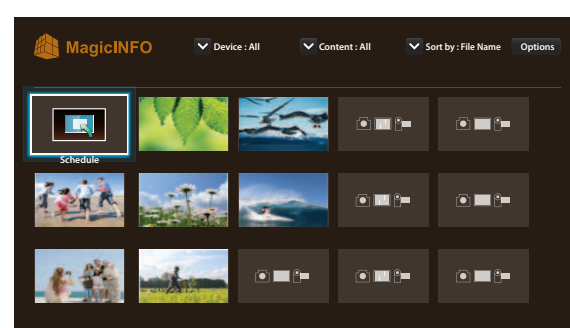 MagicINFO
Device : All
Content : All
Sort by : File Name
Options
Schedule